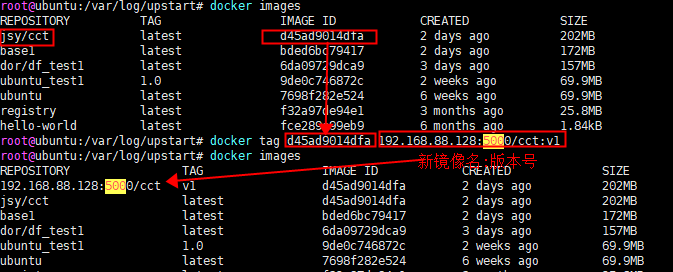 root@ubuntu:/var/log/upstart# docker images
REPOSITORY TAG IMAGE ID CREATED SIZE
jsy/cct latest d45ad9014dfa 2 days ago 202MB
base1 latest bded6bc79417 2 days ago 172MB
dor/df_test1 latest 6da09729dca9 3 days ago 157MB
ubuntu_test1 1.0 9de0c746872c 2 weeks ago 69.9MB
ubuntu latest 7698f282e524 6 weeks ago 69.9MB
registry latest f32a97de94e1 3 months ago 25.8MB
hello-world latest 6 months ago 1.84kB
root@ubuntu:/var/log/upstart# docker tag d45ad9014dfa 192.168.88.128:5000/cct:v1
root@ubuntu:/var/log/upstart# docker images
新镜像名:版本号
REPOSITORY TAG IMAGE ID CREATED SIZE
192.168.88.128:5000/cct v1 d45ad9014dfa 2 days ago 202MB
jsy/cct latest d45ad9014dfa 2 days ago 202MB
base1 latest bded6bc79417 2 days ago 172MB
dor/df_test1 latest 6da09729dca9 3 days ago 157MB
ubuntu_test1 1.0 9de0c746872c 2 weeks ago 69.9MB
ubuntu latest 7698f282e524 6 weeks ago 69.9MB